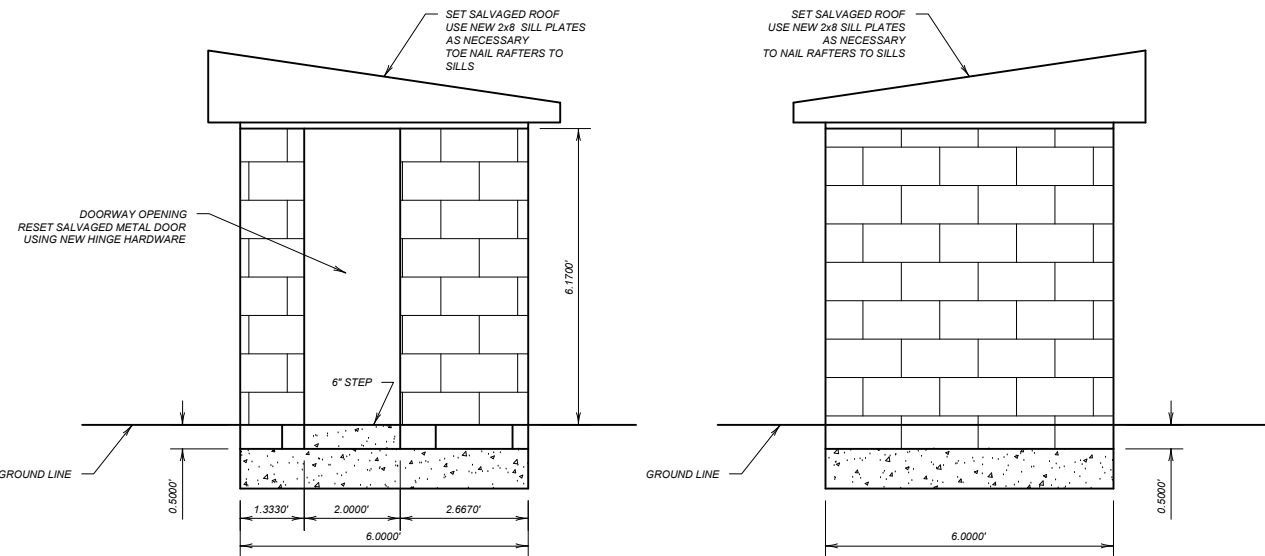 SET SALVAGED ROOF
USE NEW 2x8 SILL PLATES
AS NECESSARY
TOE NAIL RAFTERS TO
SILLS
DOORWAY OPENING
RESET SALVAGED METAL DOOR
USING NEW HINGE HARDWARE
6.1700'
6" STEP
GROUND LINE
0.5000'
1.3330'
2.0000'
2.6670'
6.0000'
SET SALVAGED ROOF
USE NEW 2x8 SILL PLATES
AS NECESSARY
TO NAIL RAFTERS TO SILLS
GROUND LINE
0.5000'
6.0000'